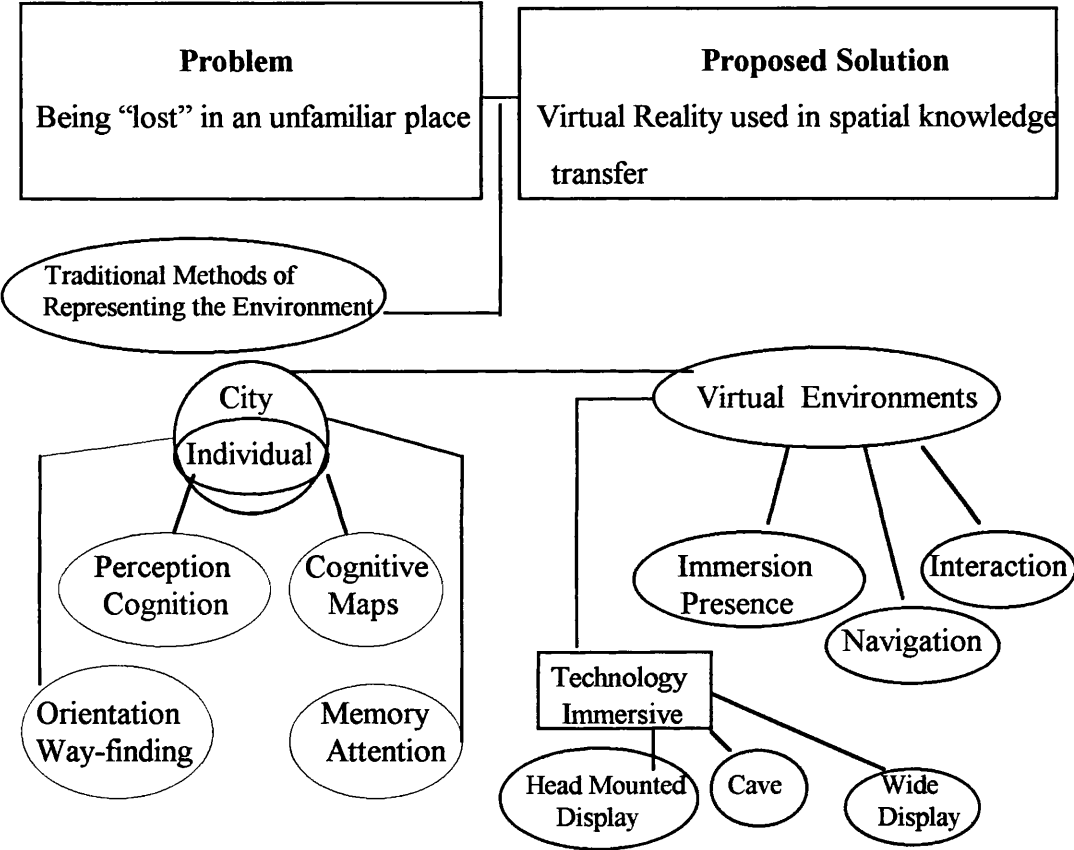 Problem
Being “lost” in an unfamiliar place
Proposed Solution
Virtual Reality used in spatial knowledge
transfer
Traditional Methods of
Representing the Environment
City
Individual
Virtual Environments
Perception
Cognition
Cognitive
Maps
Immersion
Presence
Interaction
Navigation
Orientation
Way-finding
Memory
Attention
Technology
Immersive
Head Mounted
Display
Cave
Wide
Display